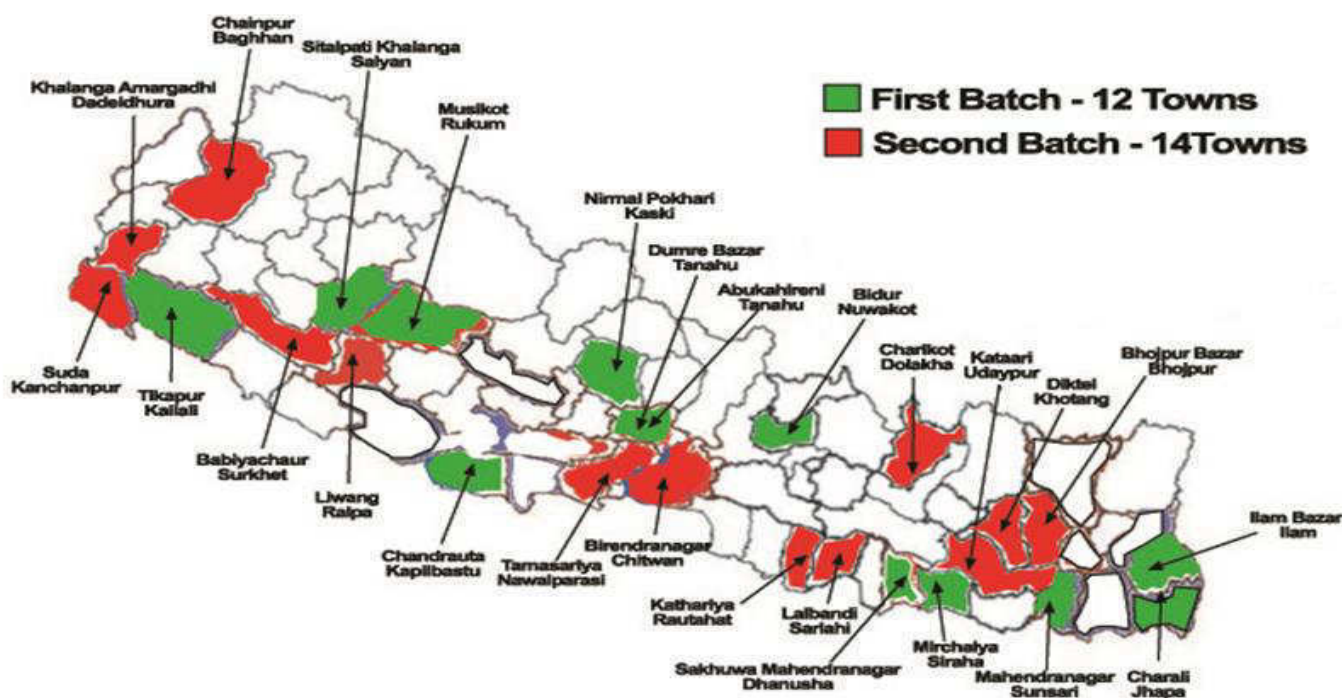 Chainpur
Baghhan
Sitalpati Khalanga
Salyan
Khalanga Amargadhi
Dadeldhura
Musikot
Rukum
First Batch - 12 Towns
Second Batch - 14Towns
Nirmal Pokhari
Kaski
Dumre Bazar
Tanahu
Abukahireni
Tanahu
Bidur
Nuwakot
Charikot
Dolakha
Kataari
Udaypur
Bhojpur Bazar
Bhojpur
Diktel
Khotang
Suda
Kanchanpur
Tikapur
Kailali
Babiyachaur
Surkhet
Liwang
Ralpa
Chandrauta
Kapilbastu
Tamasariya
Nawalparasi
Birendranagar
Chitwan
Ilam Bazar
Ilam
Kathariya
Rautahat
Lalbandi
Sarlahi
Sakhuwa Mahendranagar
Dhanusha
Mirchaiya
Siraha
Mahendranagar
Sunsari
Charali
Jhapa